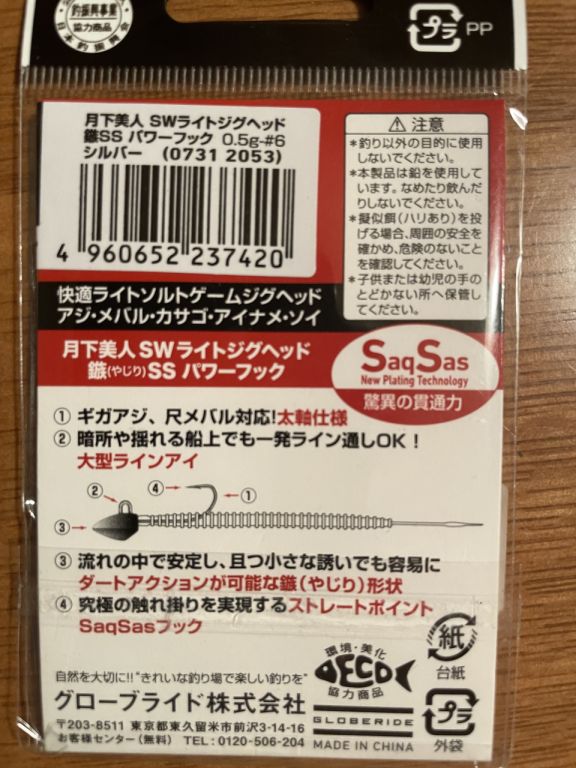 釣振興事業
協力商品
日本釣振興会
プラ PP
月下美人 SWライトジグヘッド
鏃SS パワーフック 0.5g-#6
シルバー (0731 2053)
4 960652 237420
⚠ 注意
*釣り以外の目的に使用
しないでください。
*本製品は鉛を使用して
います。なめたり飲んだ
りしないでください。
*擬似餌(ハリあり)を投
げる場合、周囲の安全を
確かめ、危険のないこと
を確認してください。
*子供または幼児の手の
とどかない所へ保管し
てください。
快適ライトソルトゲームジグヘッド
アジ・メバル・カサゴ・アイナメ・ソイ
月下美人 SWライトジグヘッド
鏃(やじり)SS パワーフック
SaqSas
New Plating Technology
驚異の貫通力
① ギガアジ、尺メバル対応!太軸仕様
② 暗所や揺れる船上でも一発ライン通しOK!
大型ラインアイ
② ④ ①
③
③ 流れの中で安定し、且つ小さな誘いでも容易に
ダートアクションが可能な鏃(やじり)形状
④ 究極の触れ掛りを実現するストレートポイント
SaqSasフック
環境・美化
ECO
協力商品
紙
台紙
自然を大切に!!"きれいな釣り場で楽しい釣りを"
グローブライド株式会社
〒203-8511 東京都東久留米市前沢3-14-16
お客様センター(無料) TEL:0120-506-204
GLOBERIDE
MADE IN CHINA
プラ
外袋